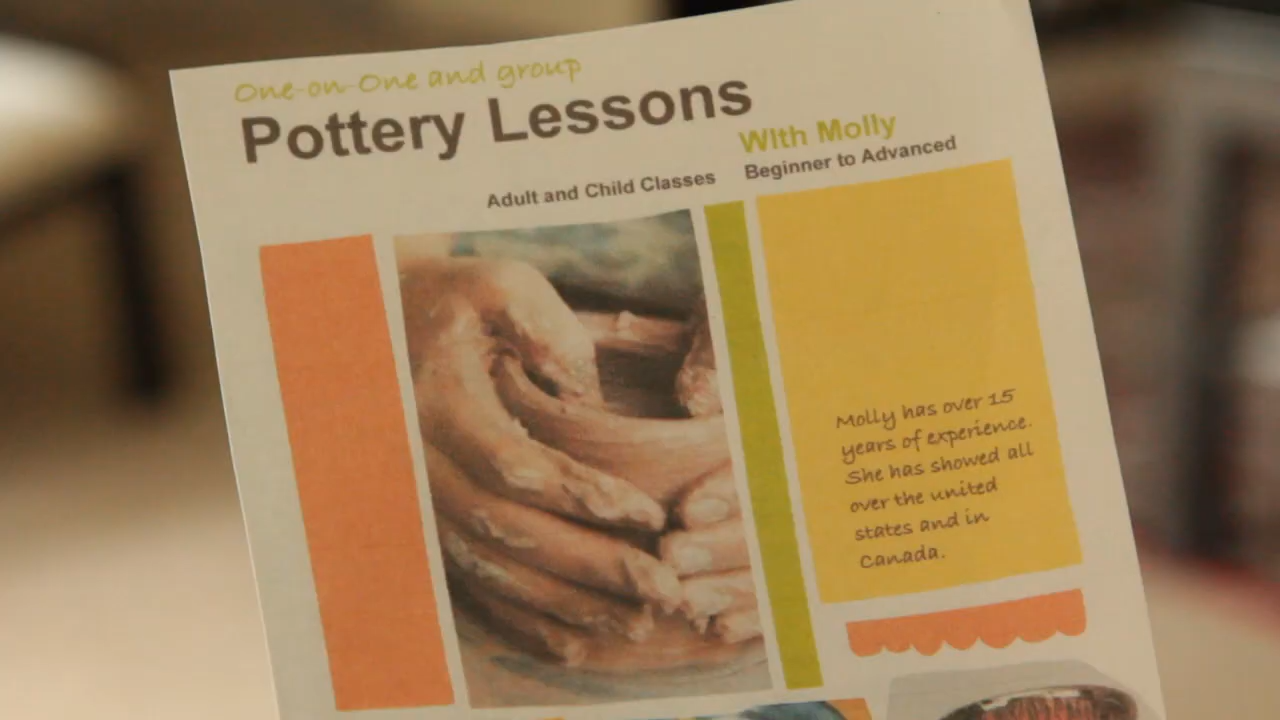 One-on-One and group
Pottery Lessons
WIth Molly
Adult and Child Classes
Beginner to Advanced
Molly has over 15
years of experience.
She has showed all
over the united
states and in
Canada.